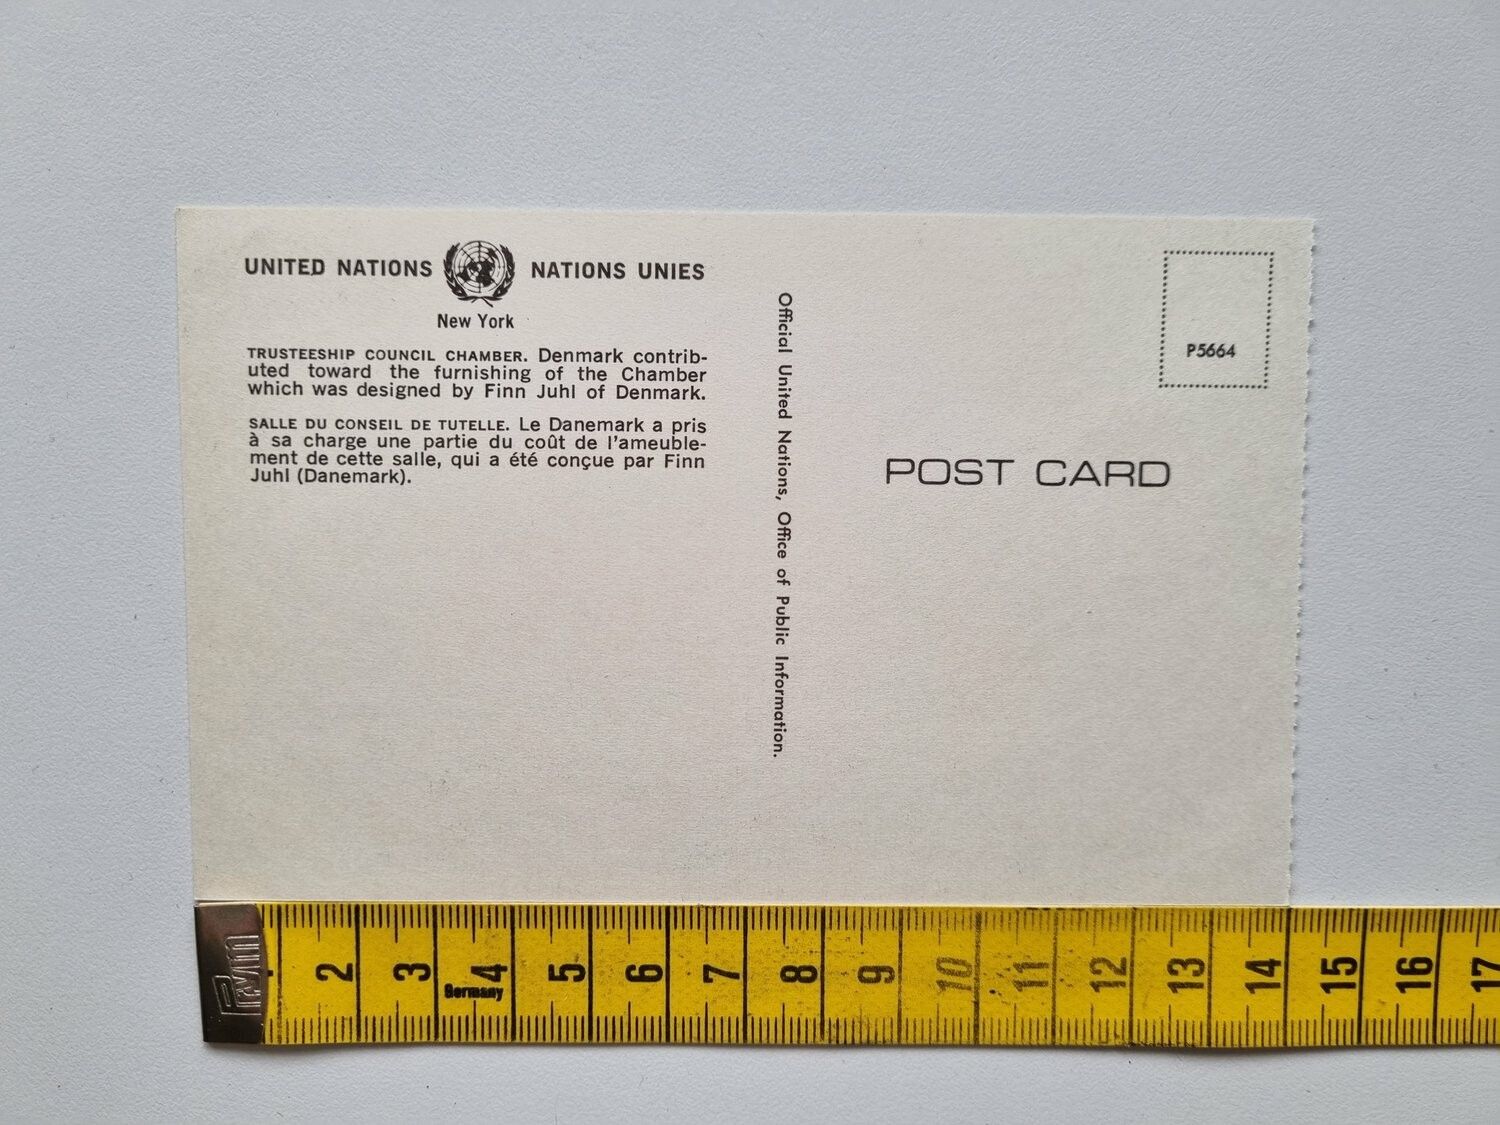 UNITED NATIONS NATIONS UNIES
New York
TRUSTEESHIP COUNCIL CHAMBER. Denmark contrib-
uted toward the furnishing of the Chamber
which was designed by Finn Juhl of Denmark.
SALLE DU CONSEIL DE TUTELLE. Le Danemark a pris
à sa charge une partie du coût de l'ameuble-
ment de cette salle, qui a été conçue par Finn
Juhl (Danemark).
Official United Nations, Office of Public Information.
P5664
POST CARD
Prym
2 3 4 5 6 7 8 9 10 11 12 13 14 15 16 17
Germany